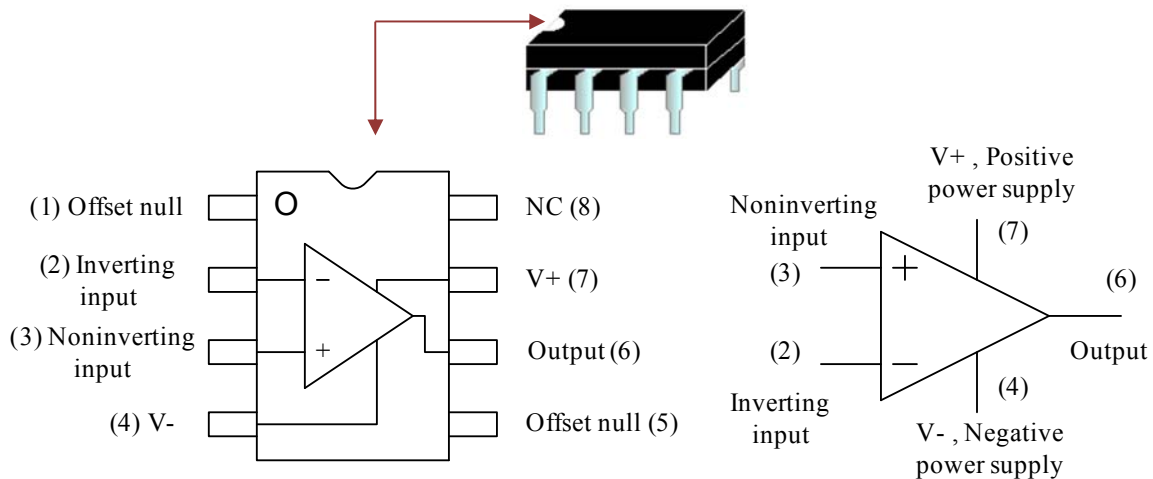 (1) Offset null
O
NC (8)
(2) Inverting
input
−
V+ (7)
(3) Noninverting
input
+
Output (6)
(4) V-
Offset null (5)
V+ , Positive
power supply
Noninverting
input
(7)
(3)
+
(6)
(2)
−
Output
Inverting
input
(4)
V- , Negative
power supply